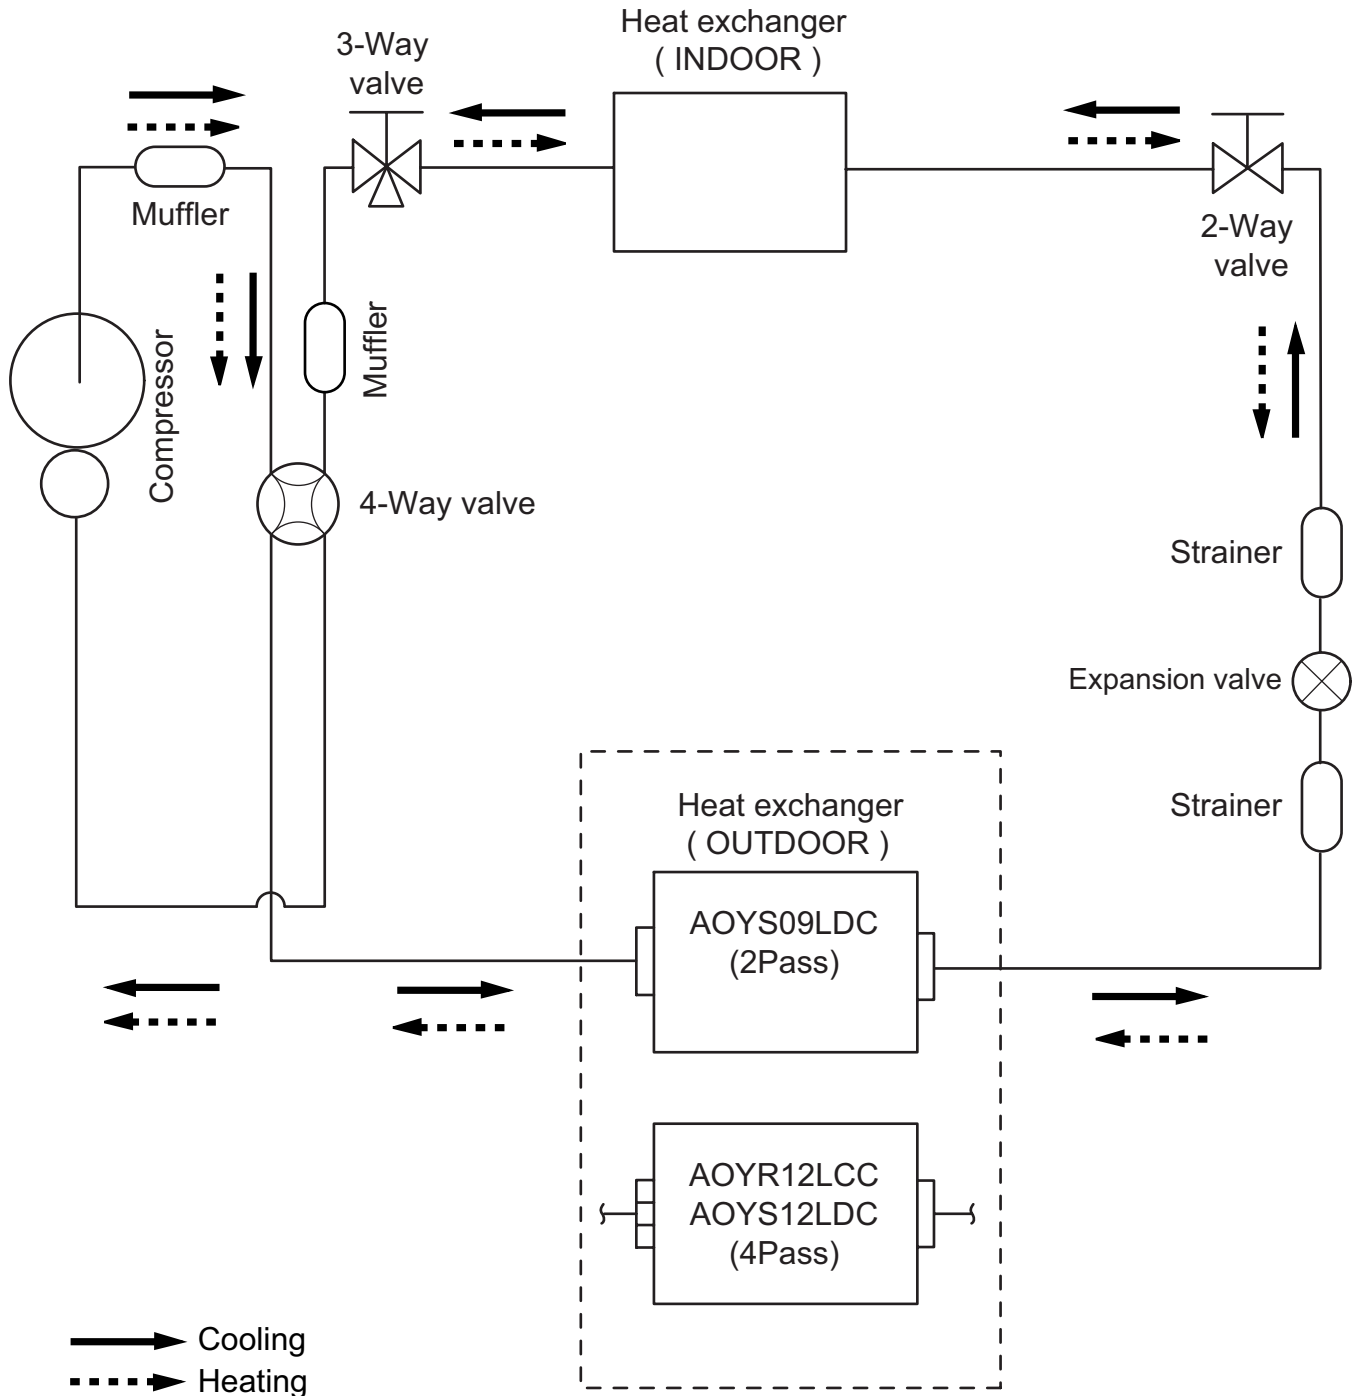 Heat exchanger
( INDOOR )
3-Way
valve
Muffler
2-Way
valve
Compressor
Muffler
4-Way valve
Strainer
Expansion valve
Strainer
Heat exchanger
( OUTDOOR )
AOYS09LDC
(2Pass)
AOYR12LCC
AOYS12LDC
(4Pass)
Cooling
Heating